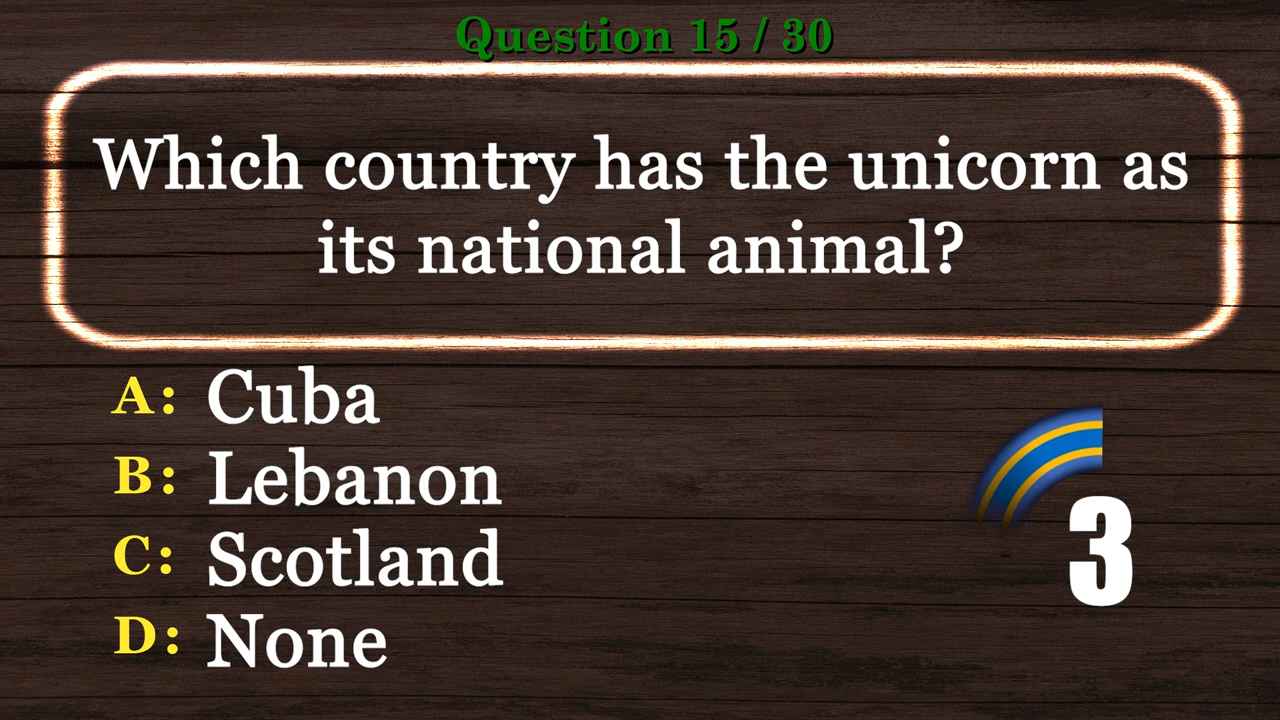 Question 15 / 30
Which country has the unicorn as
its national animal?
A: Cuba
B: Lebanon
C: Scotland
D: None
3